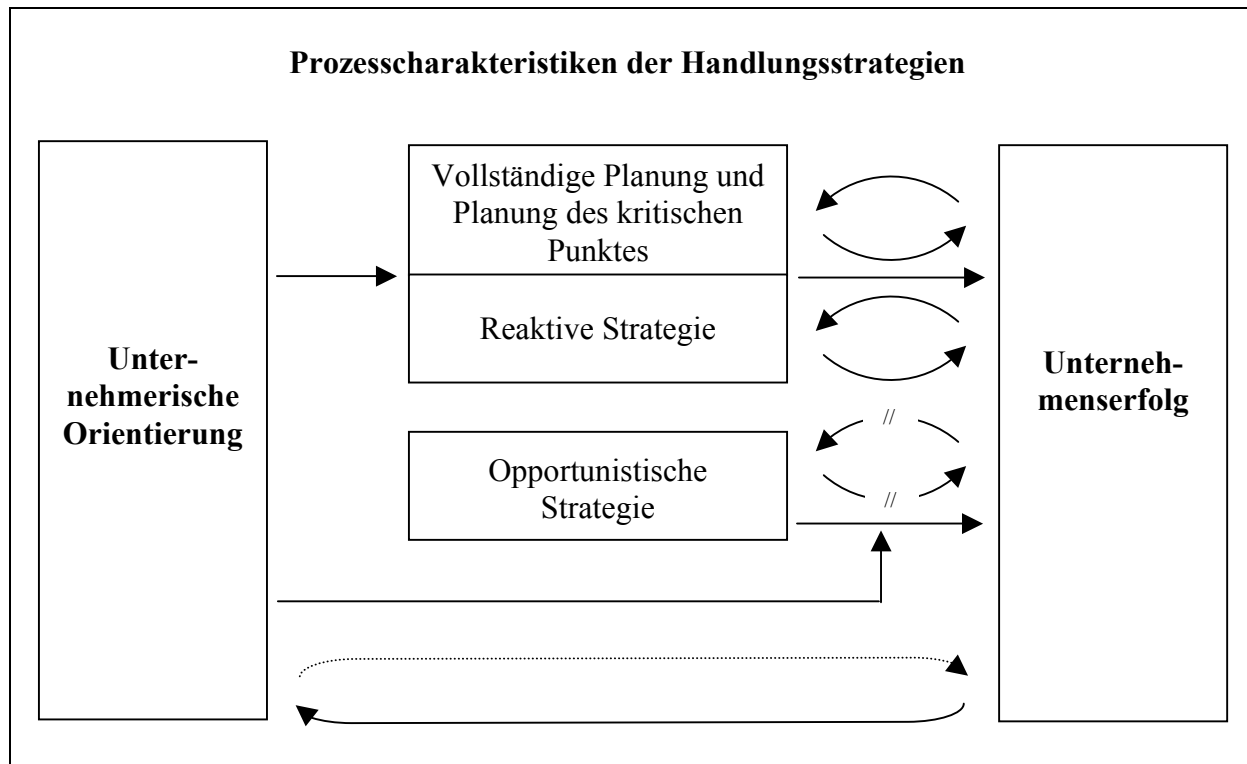 Prozesscharakteristiken der Handlungsstrategien
Unter-
nehmerische
Orientierung
Vollständige Planung und
Planung des kritischen
Punktes
Reaktive Strategie
Opportunistische
Strategie
//
//
Unterneh-
menserfolg